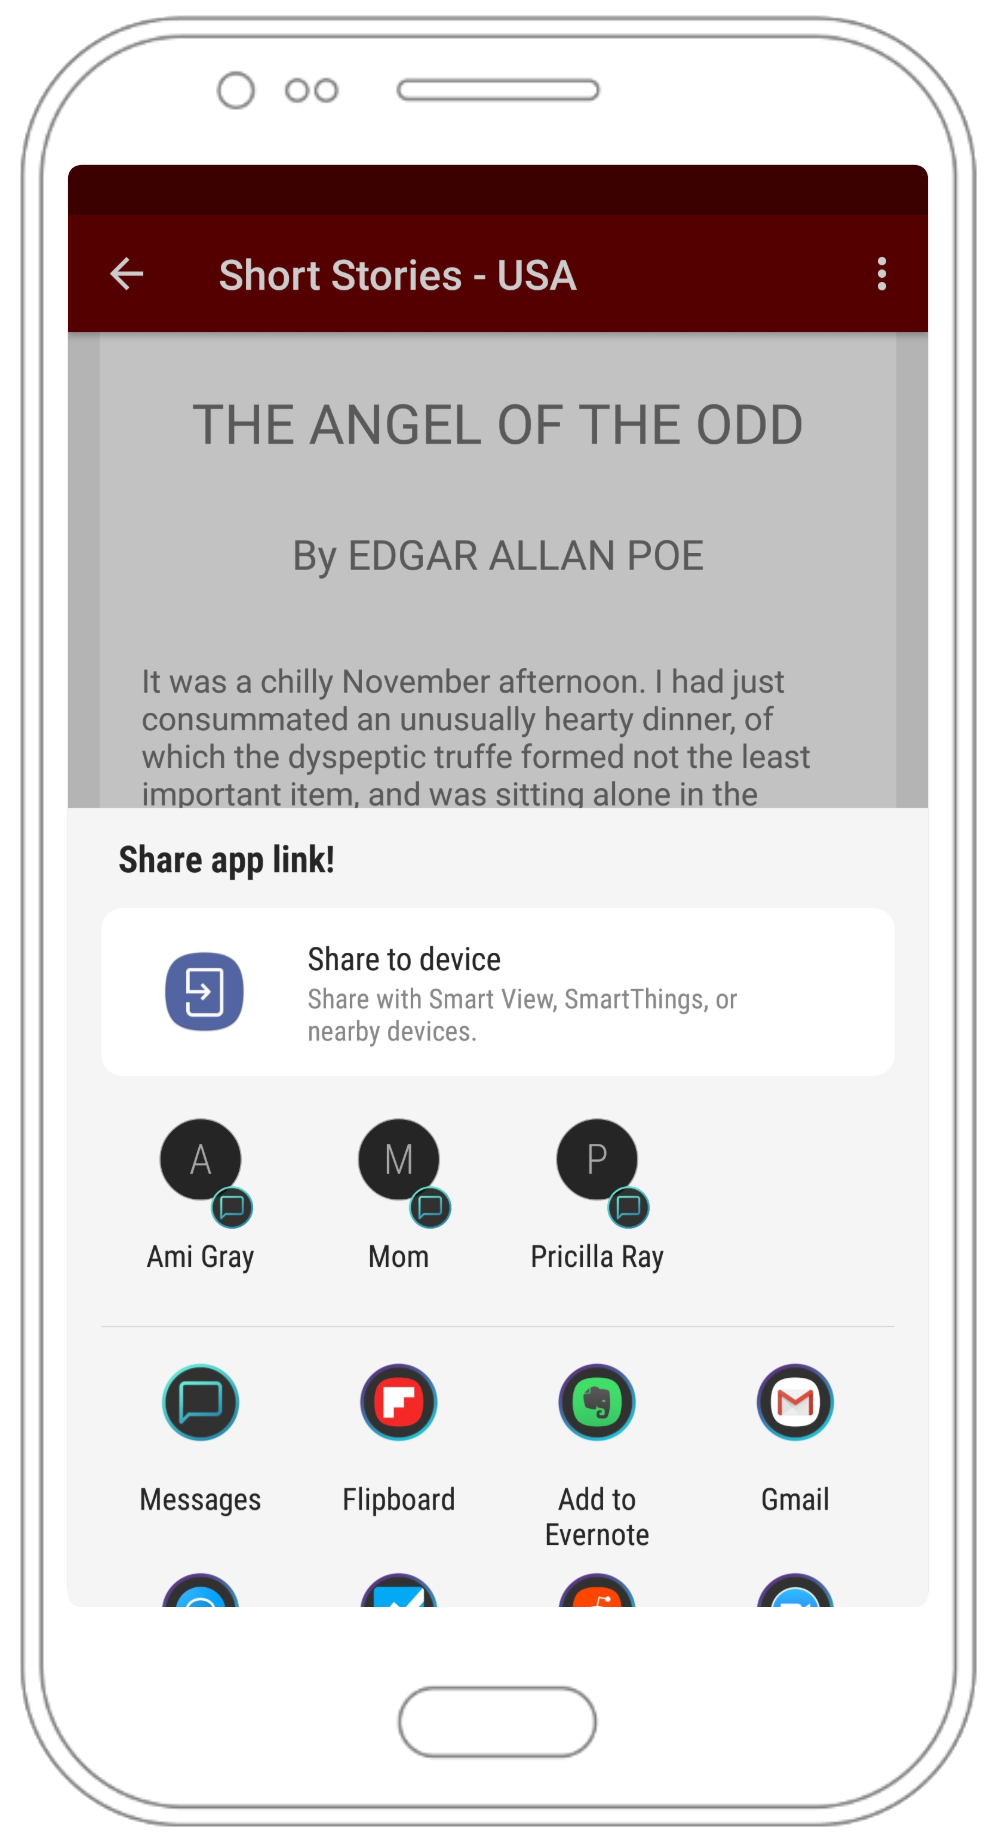 Short Stories - USA
THE ANGEL OF THE ODD
By EDGAR ALLAN POE
It was a chilly November afternoon. I had just
consummated an unusually hearty dinner, of
which the dyspeptic truffe formed not the least
important item, and was sitting alone in the
Share app link!
Share to device
Share with Smart View, SmartThings, or
nearby devices.
A M P
Ami Gray Mom Pricilla Ray
Messages Flipboard Add to Gmail
Evernote